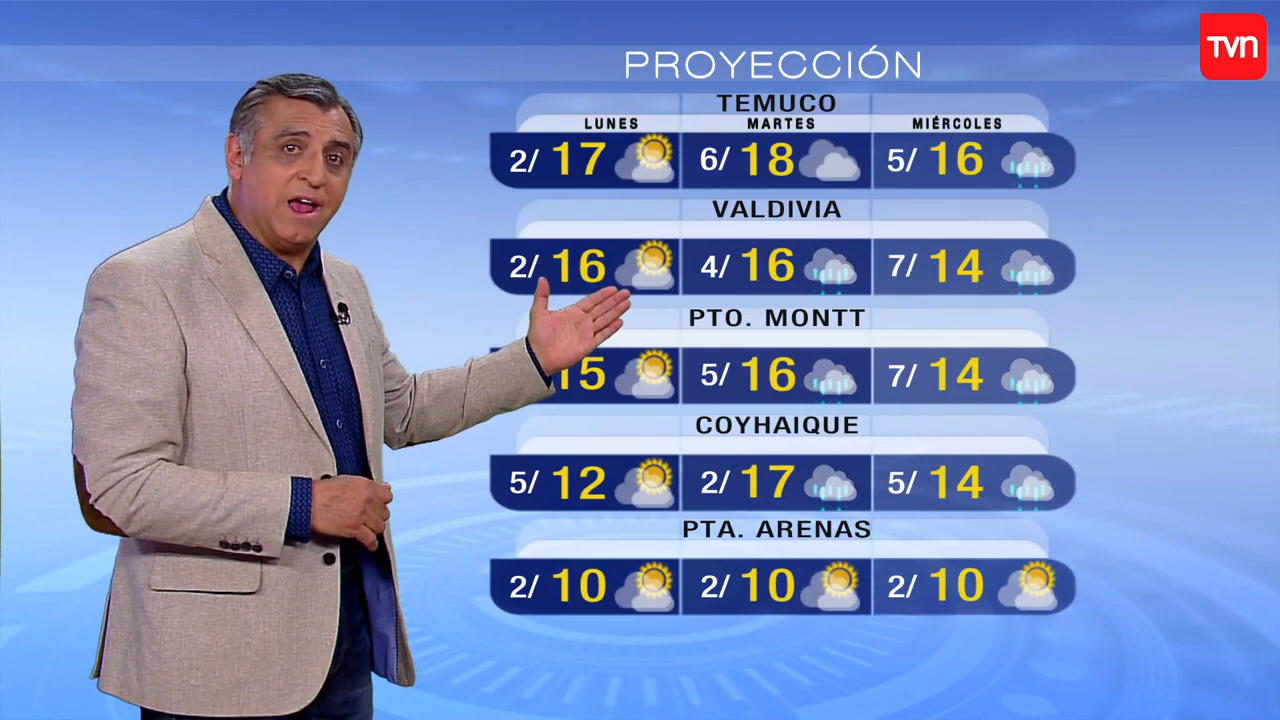 TVN
PROYECCIÓN
TEMUCO
LUNES MARTES MIÉRCOLES
2/ 17 6/ 18 5/ 16
VALDIVIA
2/ 16 4/ 16 7/ 14
PTO. MONTT
15 5/ 16 7/ 14
COYHAIQUE
5/ 12 2/ 17 5/ 14
PTA. ARENAS
2/ 10 2/ 10 2/ 10